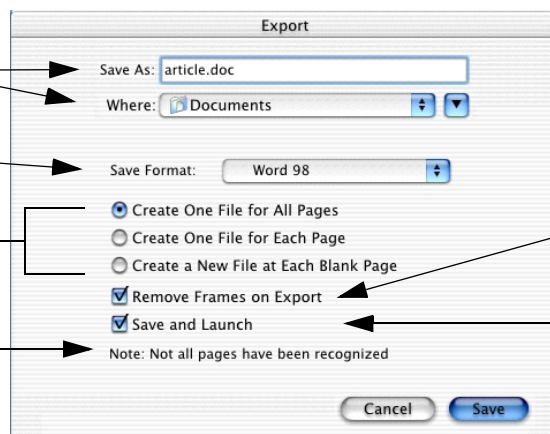 Export
Save As: article.doc
Where: Documents
Save Format: Word 98
Create One File for All Pages
Create One File for Each Page
Create a New File at Each Blank Page
Remove Frames on Export
Save and Launch
Note: Not all pages have been recognized
Cancel Save